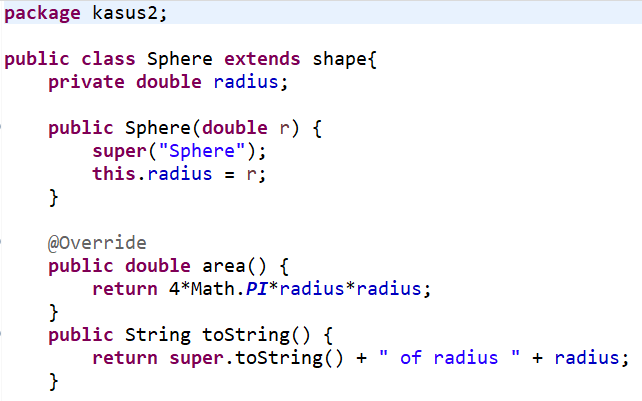 package kasus2;
public class Sphere extends shape{
private double radius;
public Sphere(double r) {
super("Sphere");
this.radius = r;
}
@Override
public double area() {
return 4*Math.PI*radius*radius;
}
public String toString() {
return super.toString() + " of radius " + radius;
}